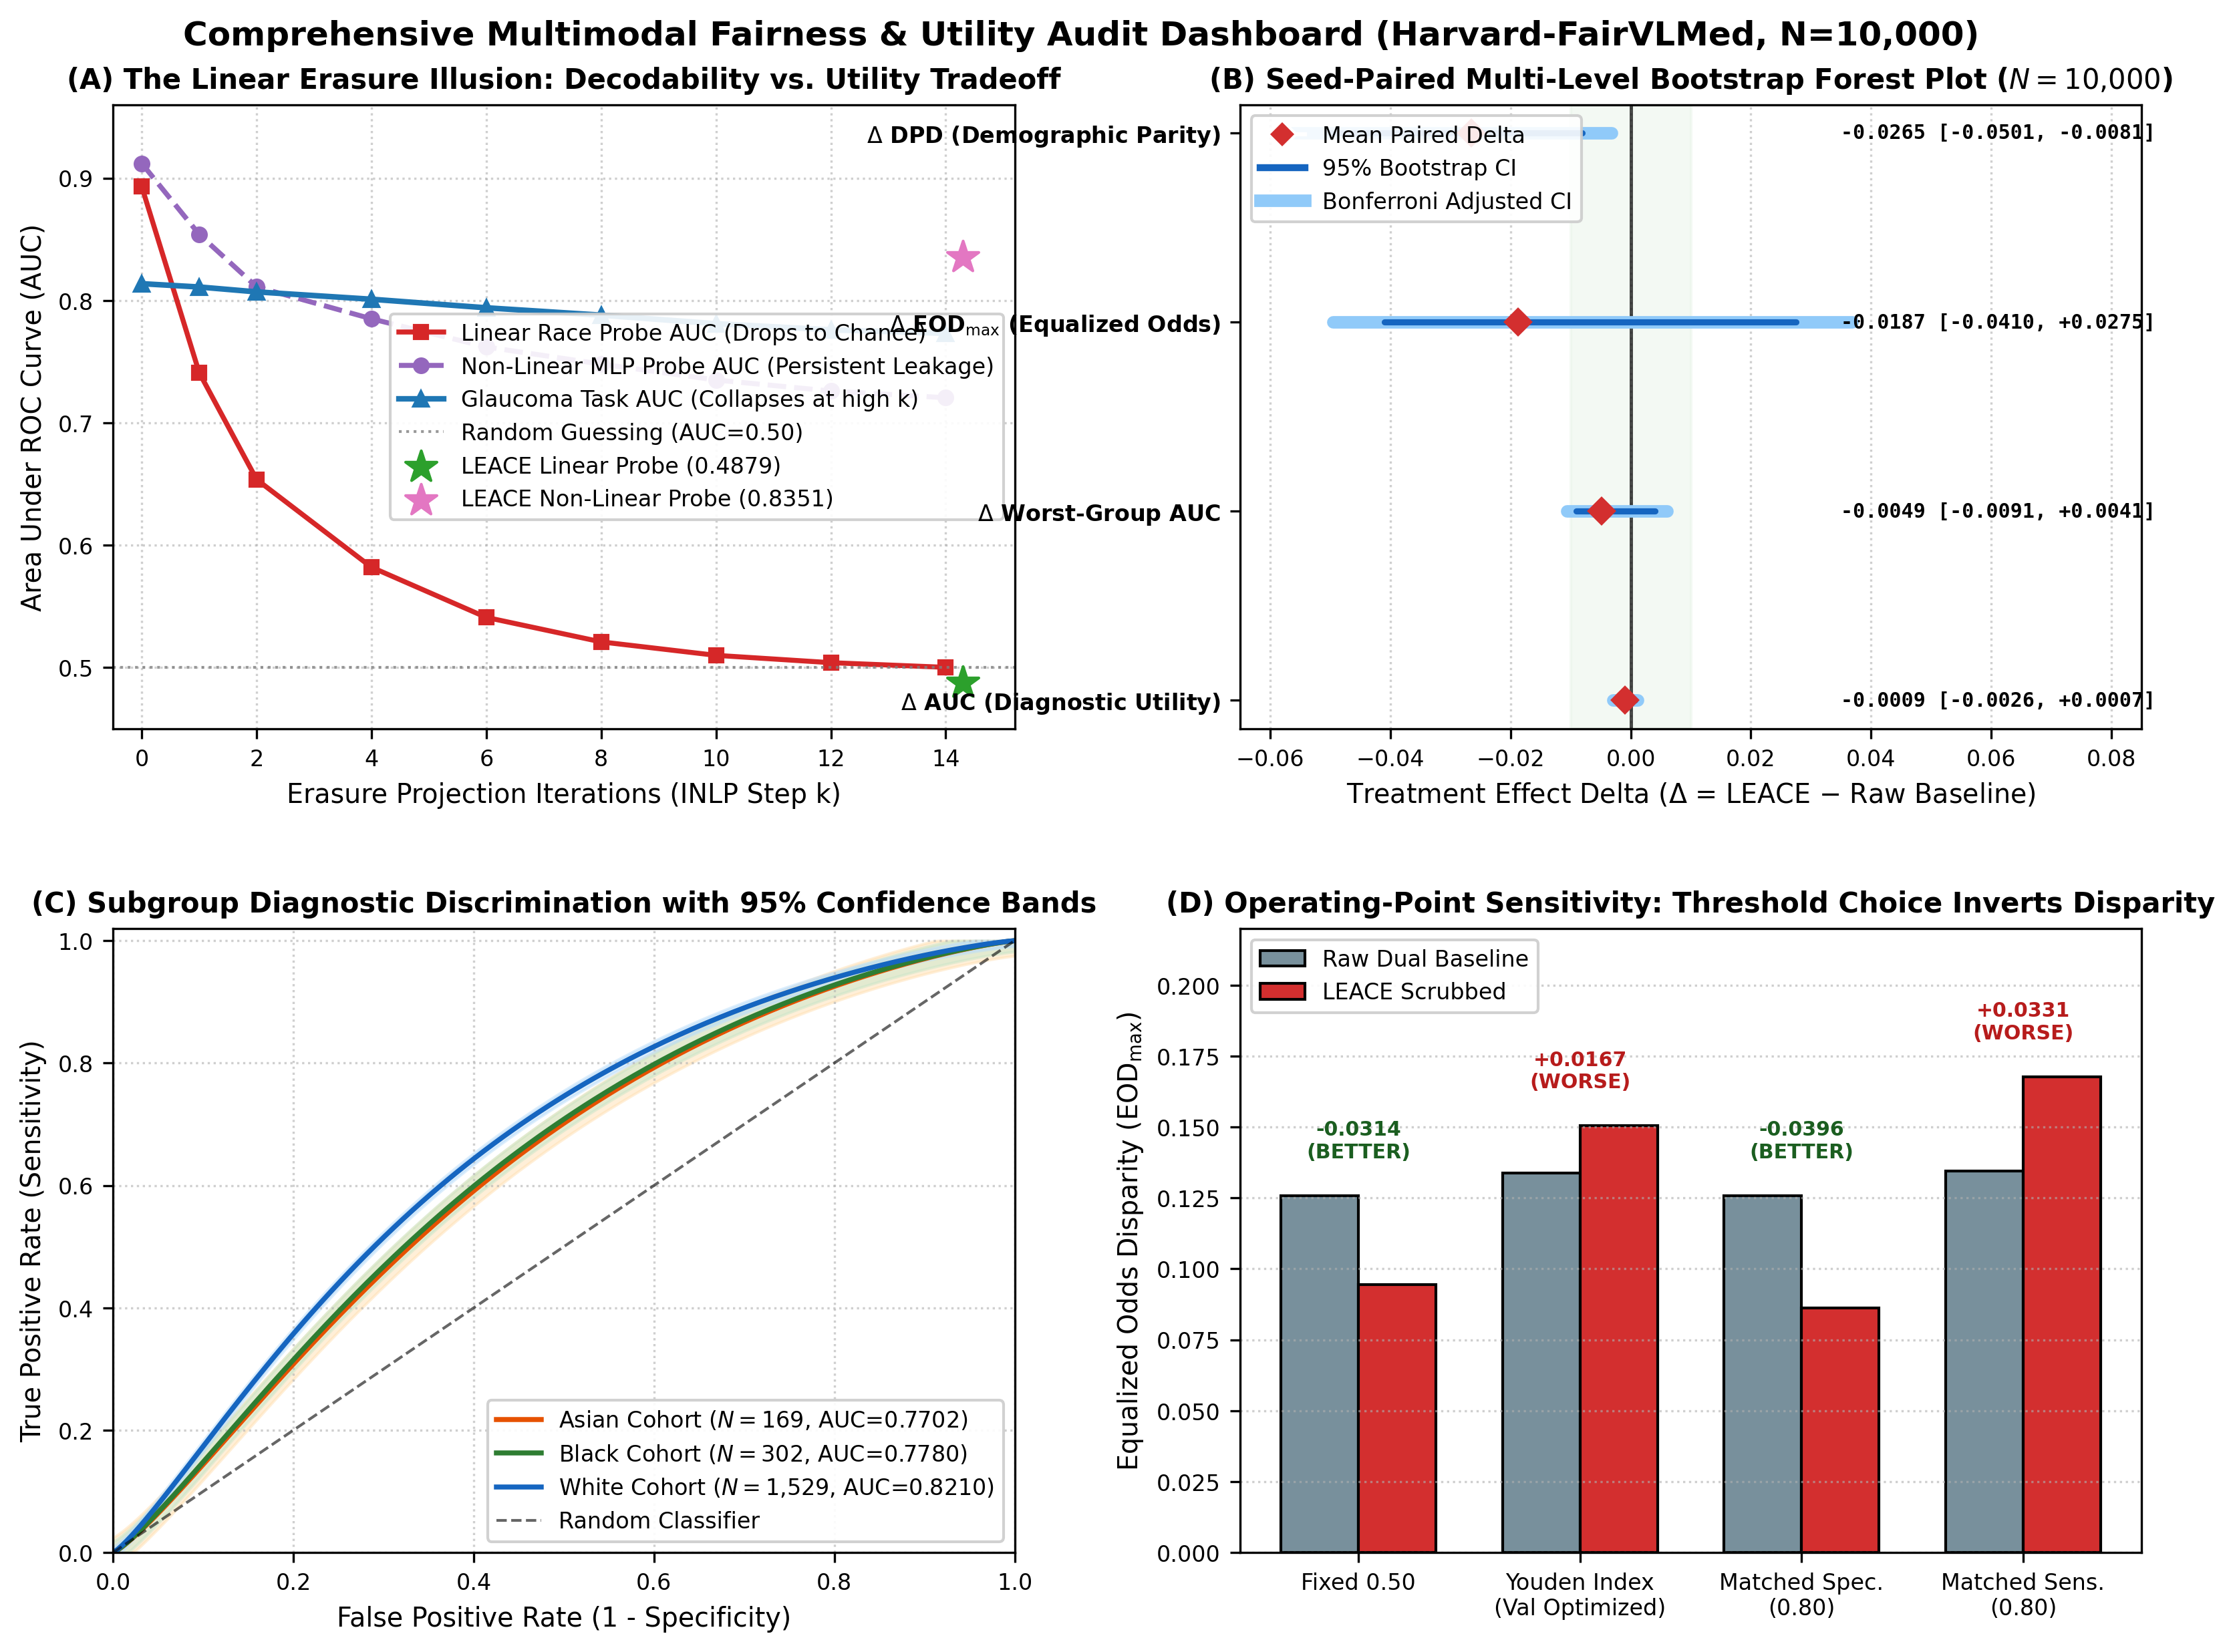 Comprehensive Multimodal Fairness & Utility Audit Dashboard (Harvard-FairVLMed, N=10,000)
(A) The Linear Erasure Illusion: Decodability vs. Utility Tradeoff
Area Under ROC Curve (AUC)
0.9
0.8
0.7
0.6
0.5
Linear Race Probe AUC (Drops to Chance)
Non-Linear MLP Probe AUC (Persistent Leakage)
Glaucoma Task AUC (Collapses at high k)
Random Guessing (AUC=0.50)
LEACE Linear Probe (0.4879)
LEACE Non-Linear Probe (0.8351)
0 2 4 6 8 10 12 14
Erasure Projection Iterations (INLP Step k)
(B) Seed-Paired Multi-Level Bootstrap Forest Plot (N = 10,000)
Mean Paired Delta
95% Bootstrap CI
Bonferroni Adjusted CI
Δ DPD (Demographic Parity)
-0.0265 [-0.0501, -0.0081]
Δ EODmax (Equalized Odds)
-0.0187 [-0.0410, +0.0275]
Δ Worst-Group AUC
-0.0049 [-0.0091, +0.0041]
Δ AUC (Diagnostic Utility)
-0.0009 [-0.0026, +0.0007]
−0.06 −0.04 −0.02 0.00 0.02 0.04 0.06 0.08
Treatment Effect Delta (Δ = LEACE − Raw Baseline)
(C) Subgroup Diagnostic Discrimination with 95% Confidence Bands
True Positive Rate (Sensitivity)
1.0
0.8
0.6
0.4
0.2
0.0
Asian Cohort (N = 169, AUC=0.7702)
Black Cohort (N = 302, AUC=0.7780)
White Cohort (N = 1,529, AUC=0.8210)
Random Classifier
0.0 0.2 0.4 0.6 0.8 1.0
False Positive Rate (1 - Specificity)
(D) Operating-Point Sensitivity: Threshold Choice Inverts Disparity
Equalized Odds Disparity (EODmax)
0.200
0.175
0.150
0.125
0.100
0.075
0.050
0.025
0.000
Raw Dual Baseline
LEACE Scrubbed
-0.0314
(BETTER)
+0.0167
(WORSE)
-0.0396
(BETTER)
+0.0331
(WORSE)
Fixed 0.50
Youden Index
(Val Optimized)
Matched Spec.
(0.80)
Matched Sens.
(0.80)